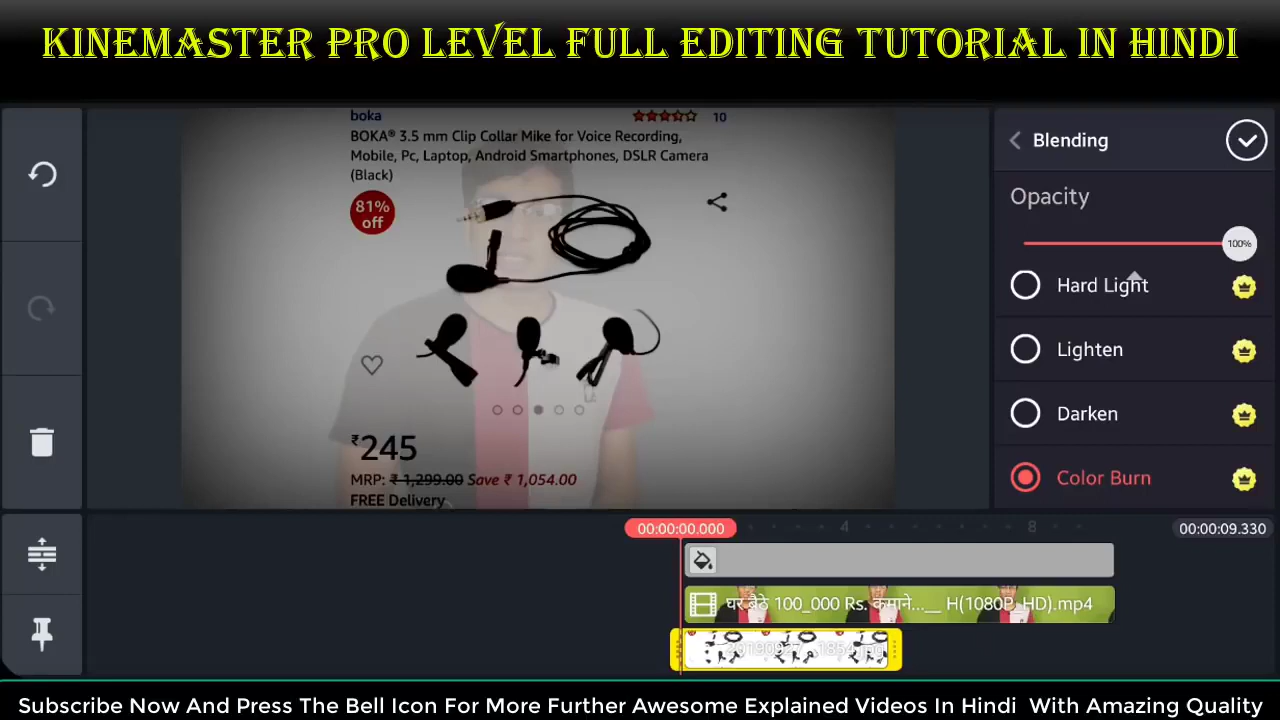 KINEMASTER PRO LEVEL FULL EDITING TUTORIAL IN HINDI
boka
10
BOKA® 3.5 mm Clip Collar Mike for Voice Recording,
Mobile, Pc, Laptop, Android Smartphones, DSLR Camera
(Black)
81%
off
₹245
MRP: ₹ 1,299.00 Save ₹ 1,054.00
FREE Delivery
Blending
Opacity
100%
Hard Light
Lighten
Darken
Color Burn
00:00:00.000
4
8
00:00:09.330
घर बैठे 100_000 Rs. कमाने...__ H(1080P_HD).mp4
Subscribe Now And Press The Bell Icon For More Further Awesome Explained Videos In Hindi With Amazing Quality